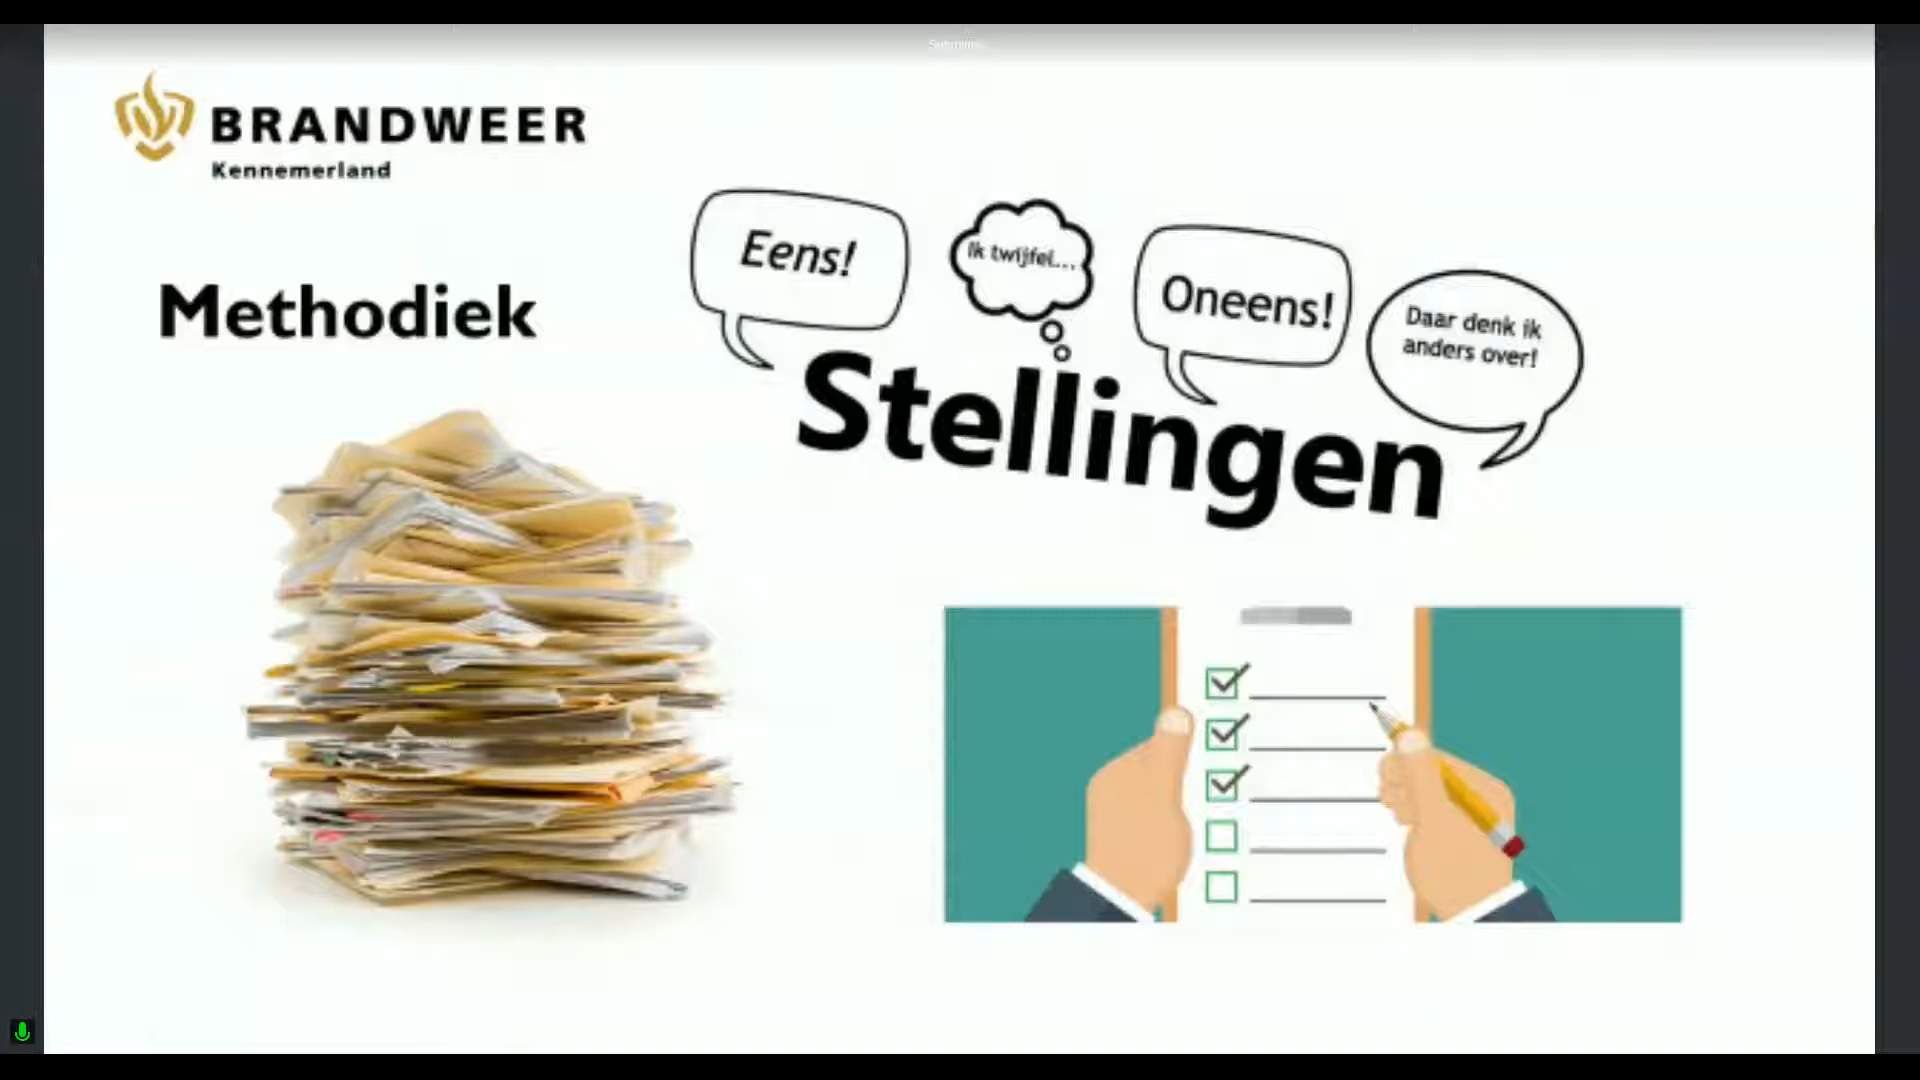 BRANDWEER
Kennemerland
Methodiek
Eens!
Ik twijfel...
Oneens!
Daar denk ik
anders over!
Stellingen